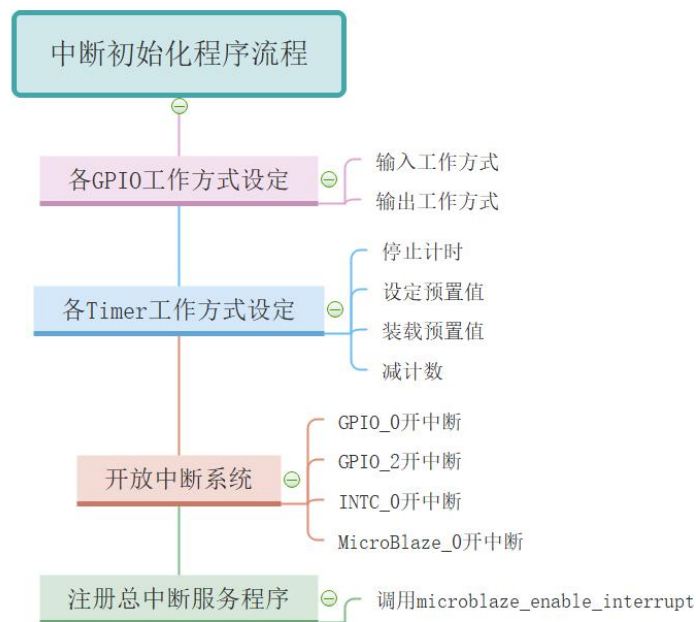 中断初始化程序流程
各GPIO工作方式设定
输入工作方式
输出工作方式
各Timer工作方式设定
停止计时
设定预置值
装载预置值
减计数
开放中断系统
GPIO_0开中断
GPIO_2开中断
INTC_0开中断
MicroBlaze_0开中断
注册总中断服务程序
调用microblaze_enable_interrupt